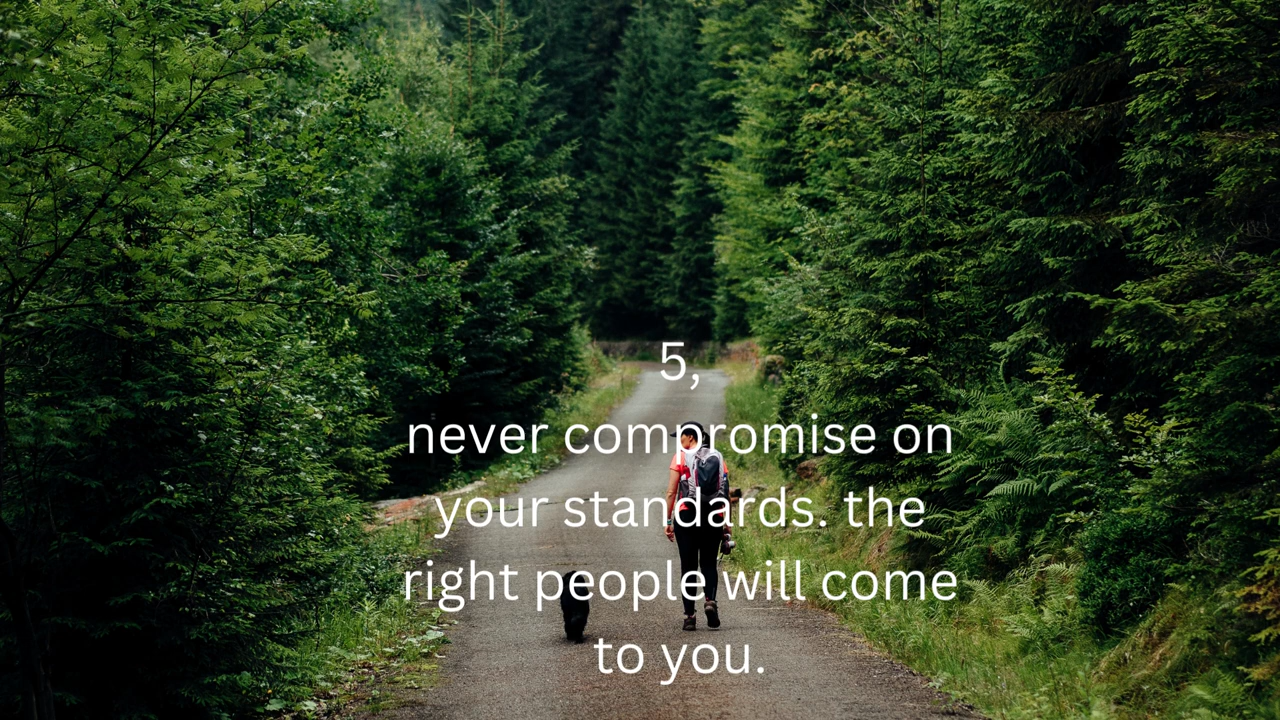 5,
never compromise on
your standards. the
right people will come
to you.